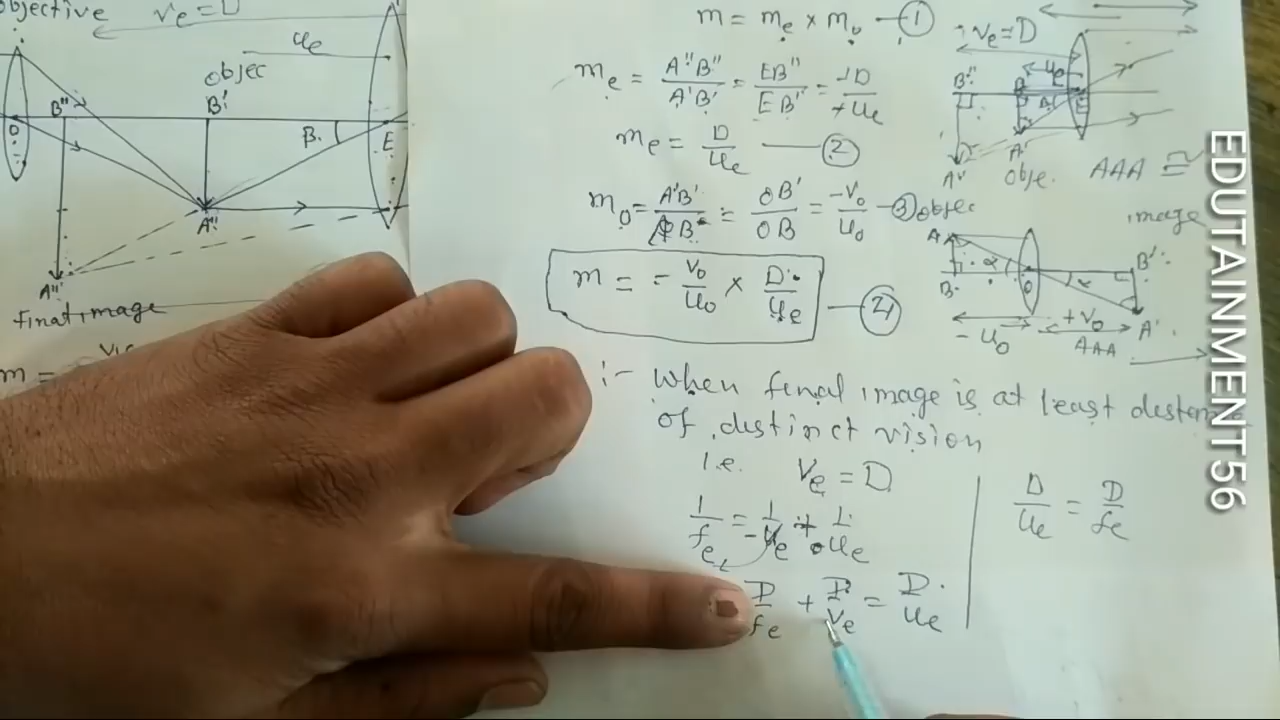 objective ve = D
ue
objec
B" B'
O β E
A"
A"
Final image
m =
m = me × mo —①
me = A"B"/A'B' = EB"/EB' = +D/+ue
me = D/ue —②
mo = A'B'/AB = OB'/OB = -vo/uo —③
m = - vo/uo × D/ue —④
:- When final image is at least distance
of distinct vision
i.e. Ve = D
1/fe = 1/-ve + 1/ue
D/fe + D/ve = D/ue
D/ue = D/fe
- ve = D
ue
B" B' E
A" A'
obje. AAA ≅
objec image
A B'
B α O α
A'
- uo + vo
AAA
EDUTAINMENT56